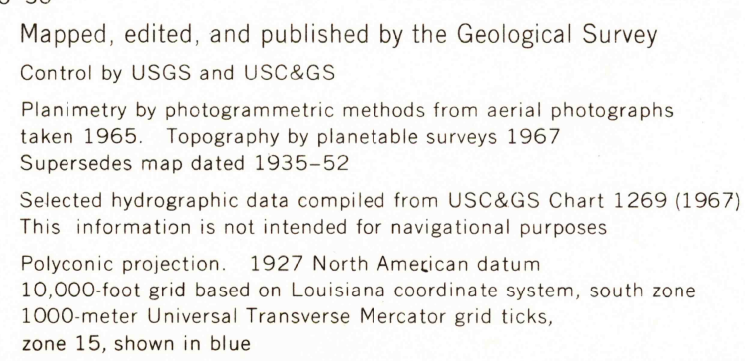 Mapped, edited, and published by the Geological Survey
Control by USGS and USC&GS
Planimetry by photogrammetric methods from aerial photographs
taken 1965. Topography by planetable surveys 1967
Supersedes map dated 1935–52
Selected hydrographic data compiled from USC&GS Chart 1269 (1967)
This information is not intended for navigational purposes
Polyconic projection. 1927 North American datum
10,000-foot grid based on Louisiana coordinate system, south zone
1000-meter Universal Transverse Mercator grid ticks,
zone 15, shown in blue